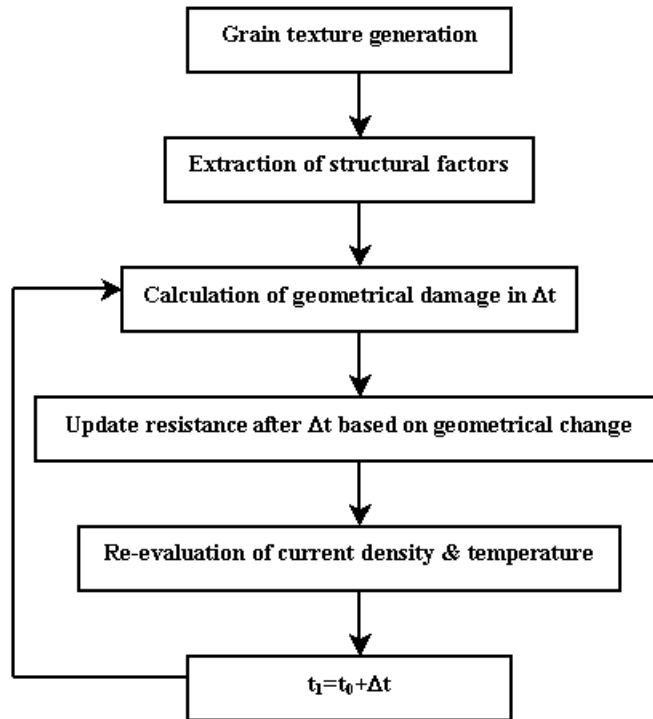 Grain texture generation
Extraction of structural factors
Calculation of geometrical damage in Δt
Update resistance after Δt based on geometrical change
Re-evaluation of current density & temperature
t₁=t₀+Δt